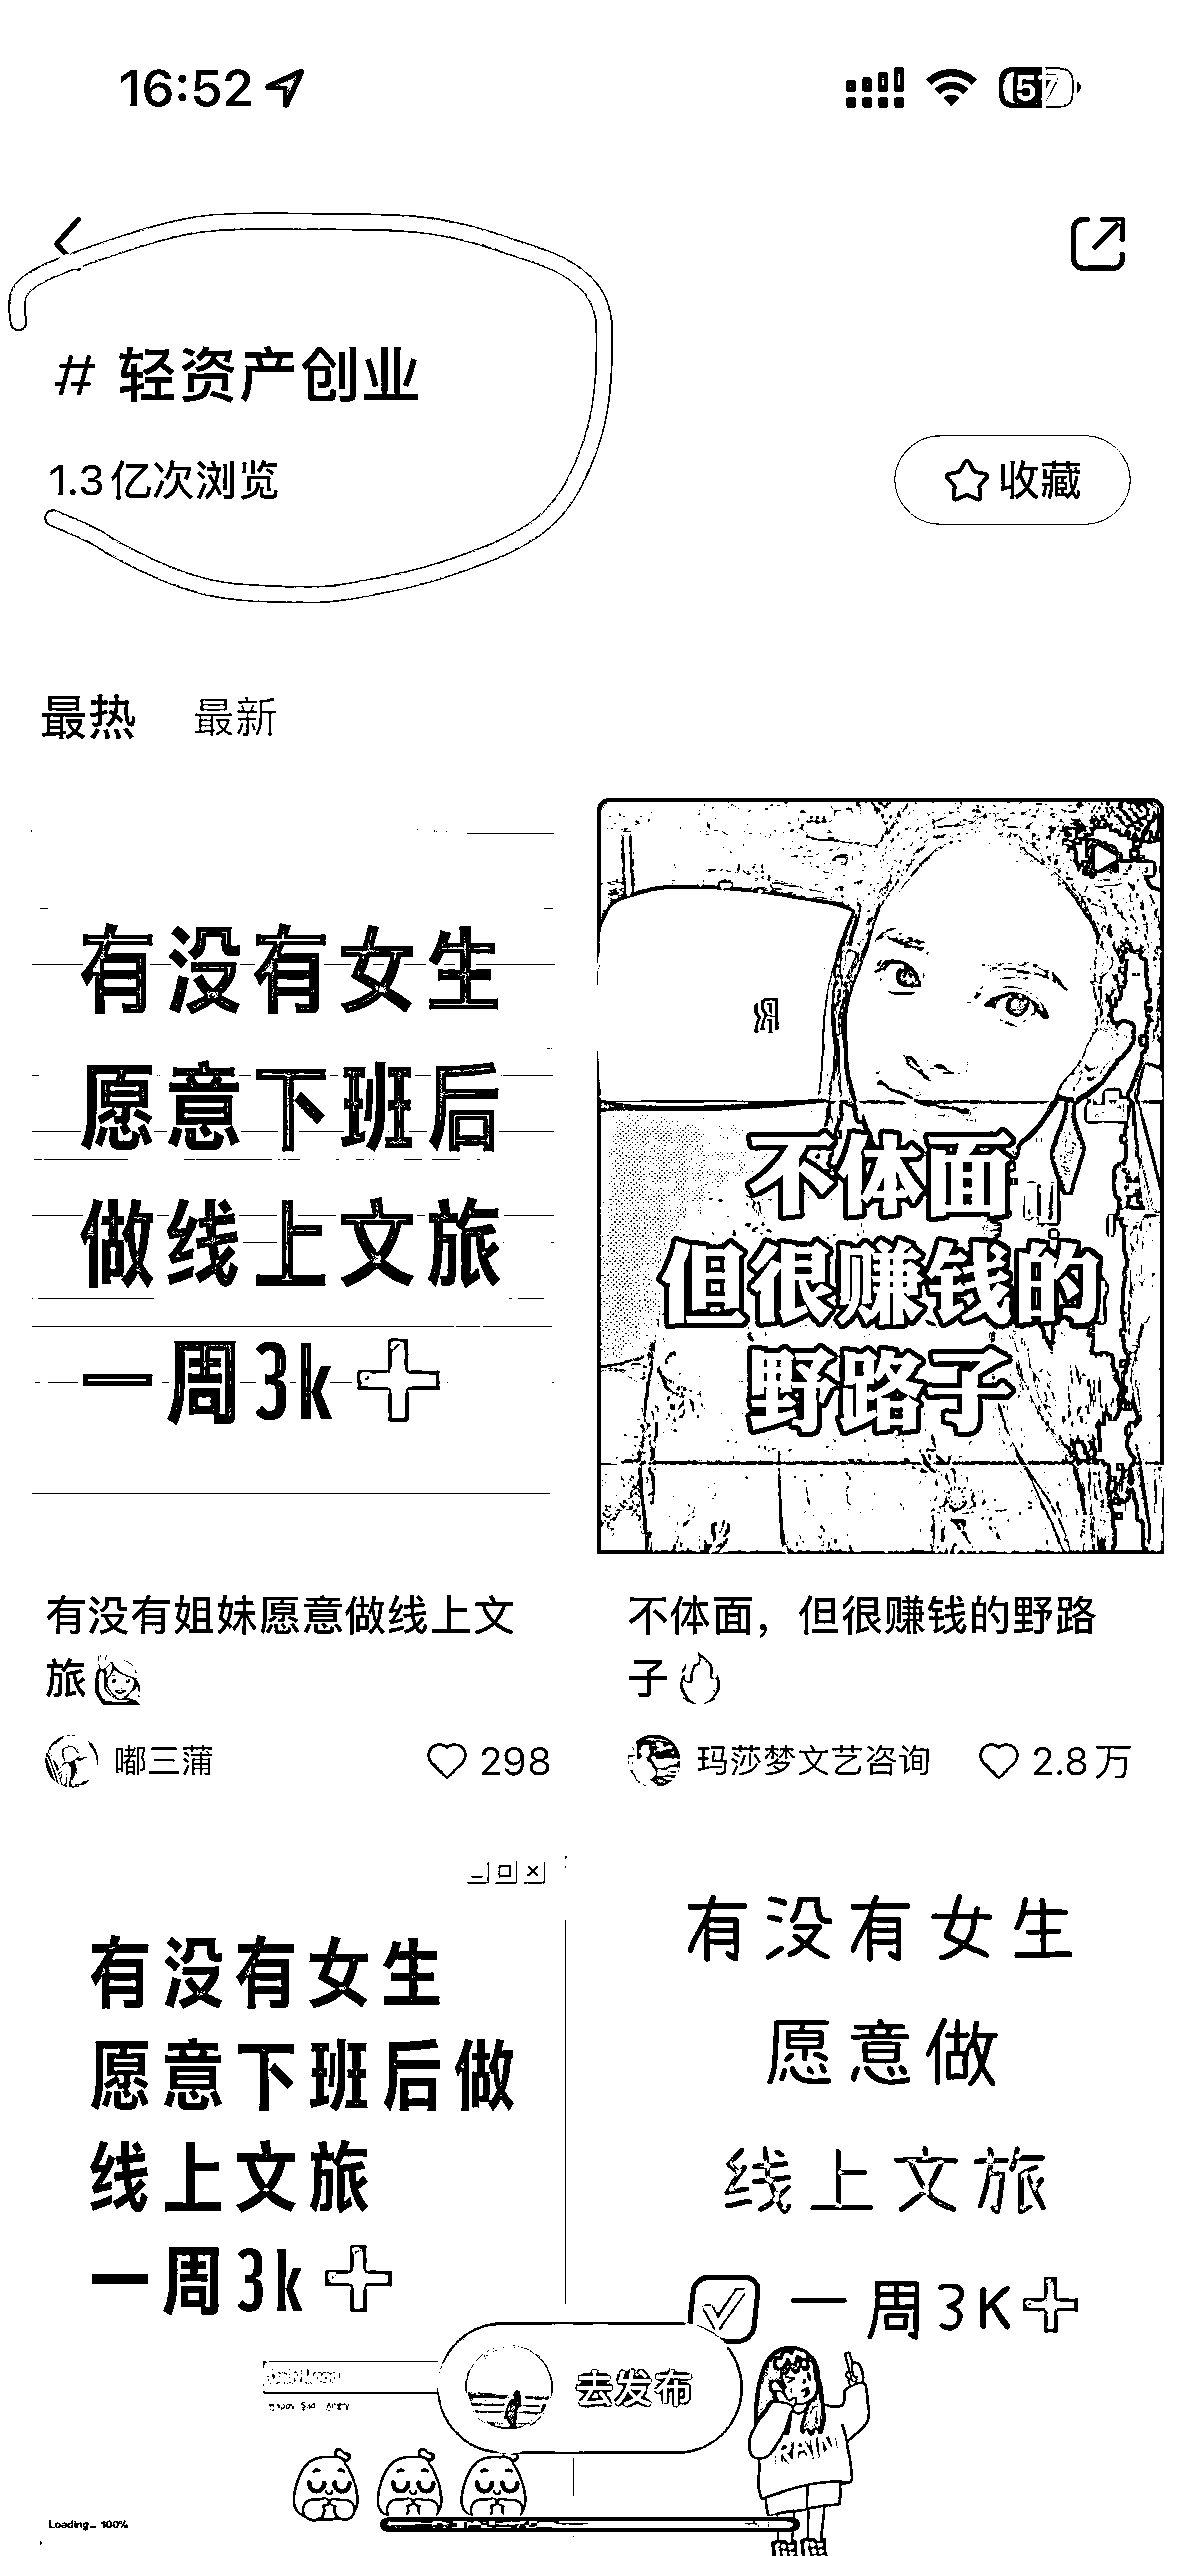 16:52
57
# 轻资产创业
1.3亿次浏览
收藏
最热 最新
有没有女生
愿意下班后
做线上文旅
一周3k+
不体面
但很赚钱的
野路子
有没有姐妹愿意做线上文
旅
嘟三蒲 298
不体面，但很赚钱的野路
子
玛莎梦文艺咨询 2.8万
有没有女生
愿意下班后做
线上文旅
一周3k+
有没有女生
愿意做
线上文旅
一周3K+
去发布
RAINI
Loading... 100%